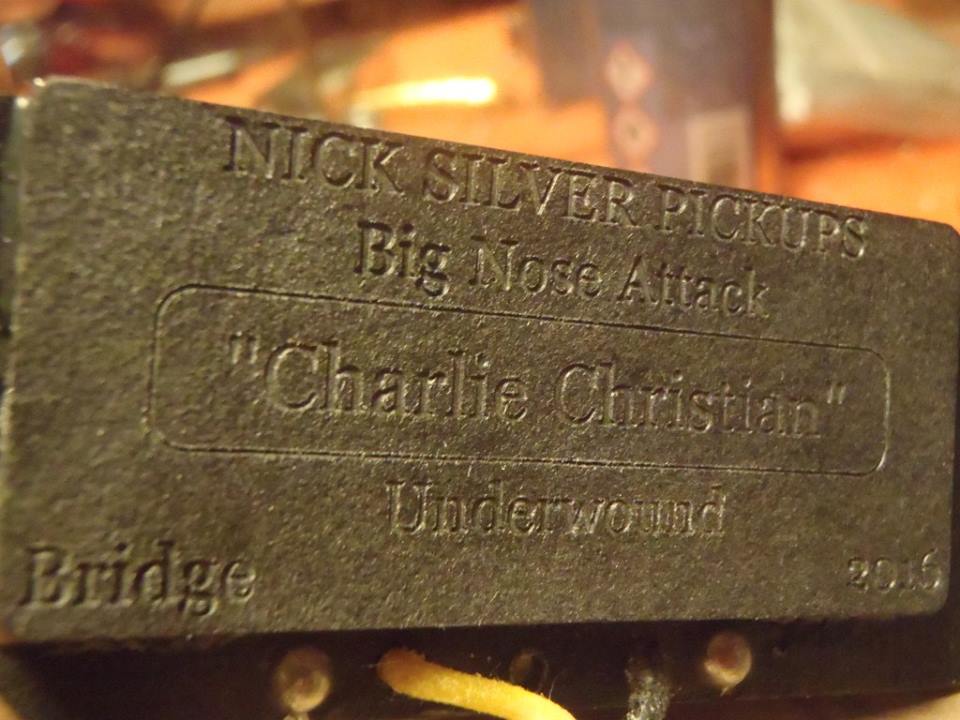 NICK SILVER PICKUPS
Big Nose Attack
"Charlie Christian"
Underwound
Bridge 2016